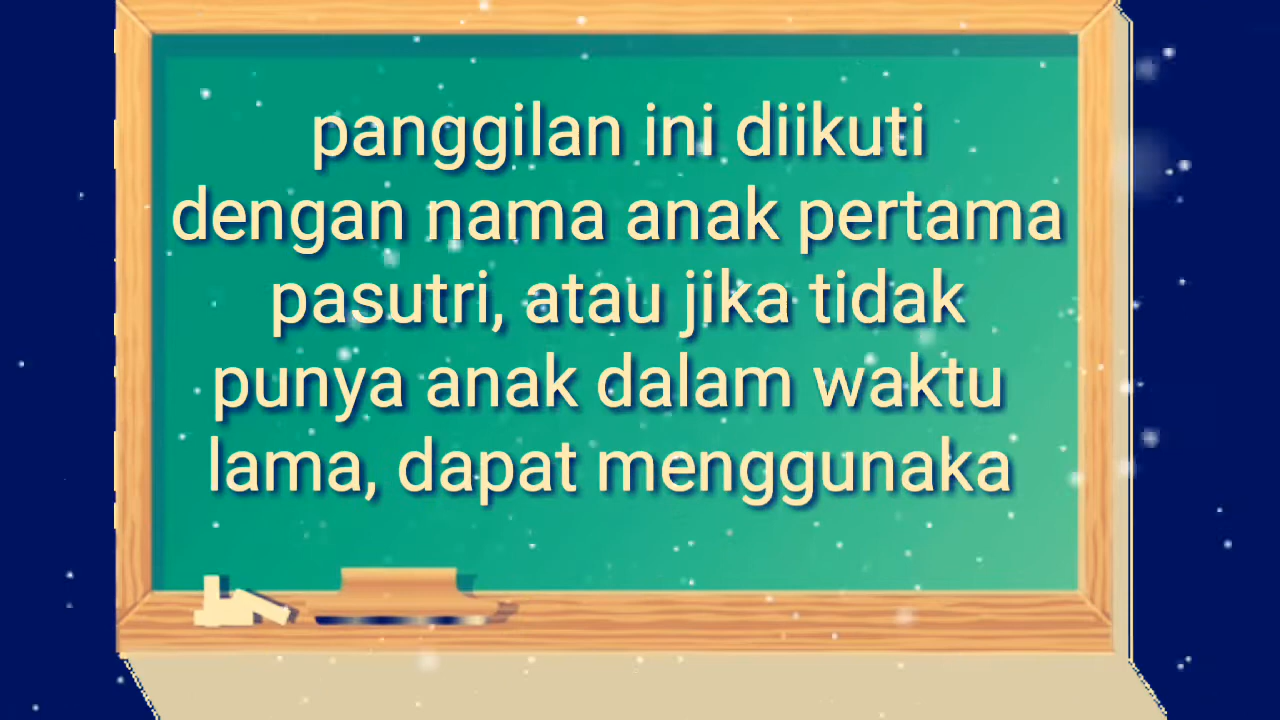 panggilan ini diikuti
dengan nama anak pertama
pasutri, atau jika tidak
punya anak dalam waktu
lama, dapat menggunaka